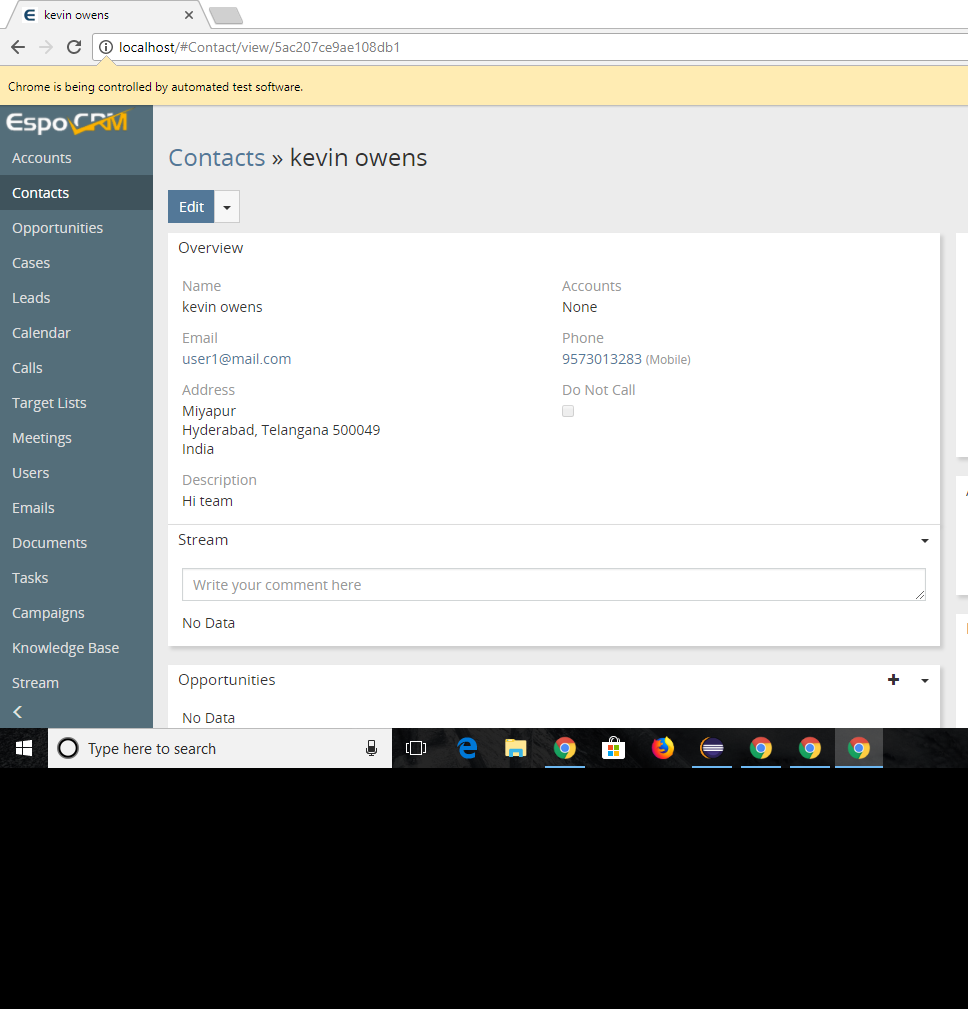 kevin owens
localhost/#Contact/view/5ac207ce9ae108db1
Chrome is being controlled by automated test software.
EspoCRM
Accounts
Contacts
Opportunities
Cases
Leads
Calendar
Calls
Target Lists
Meetings
Users
Emails
Documents
Tasks
Campaigns
Knowledge Base
Stream
Contacts » kevin owens
Edit
Overview
Name
kevin owens
Accounts
None
Email
user1@mail.com
Phone
9573013283 (Mobile)
Address
Miyapur
Hyderabad, Telangana 500049
India
Do Not Call
Description
Hi team
Stream
Write your comment here
No Data
Opportunities
No Data
Type here to search